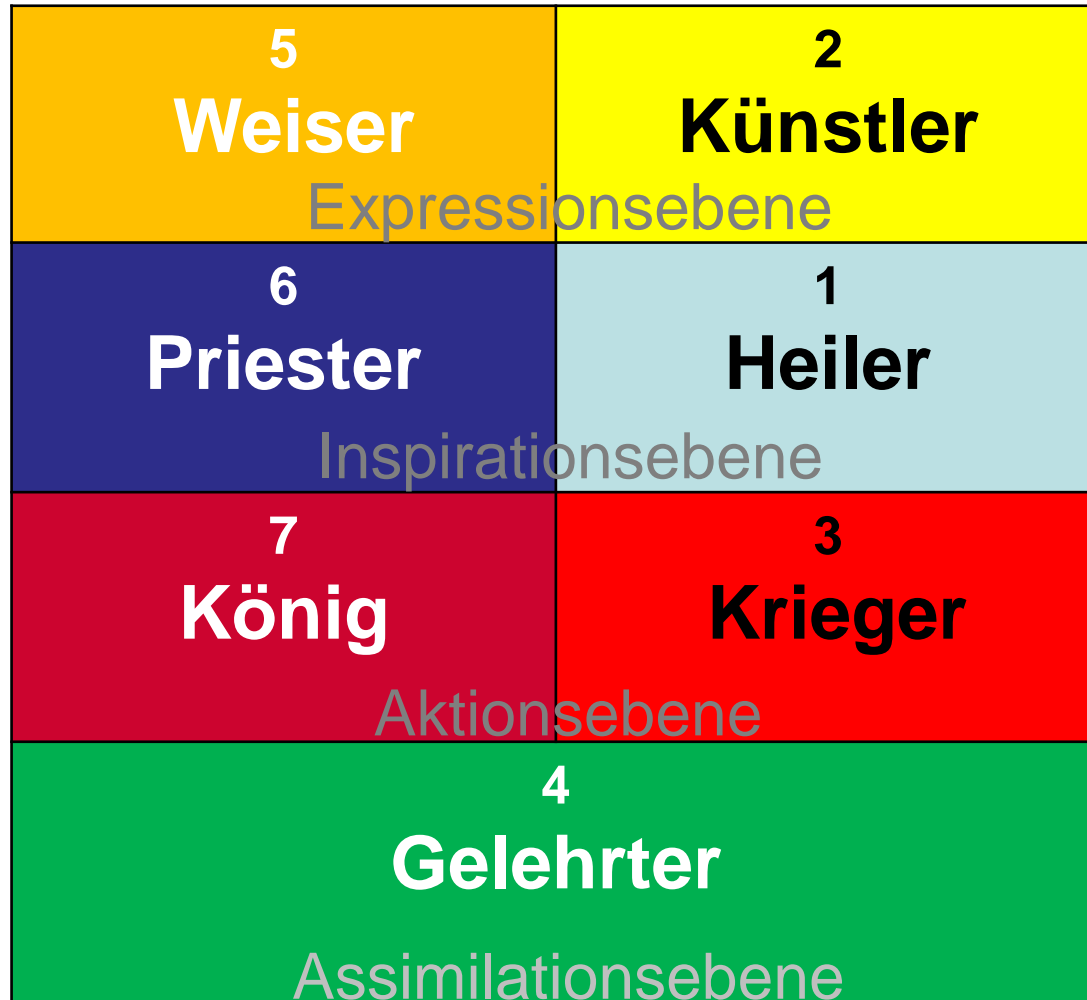 5
Weiser
2
Künstler
Expressionsebene
6
Priester
1
Heiler
Inspirationsebene
7
König
3
Krieger
Aktionsebene
4
Gelehrter
Assimilationsebene